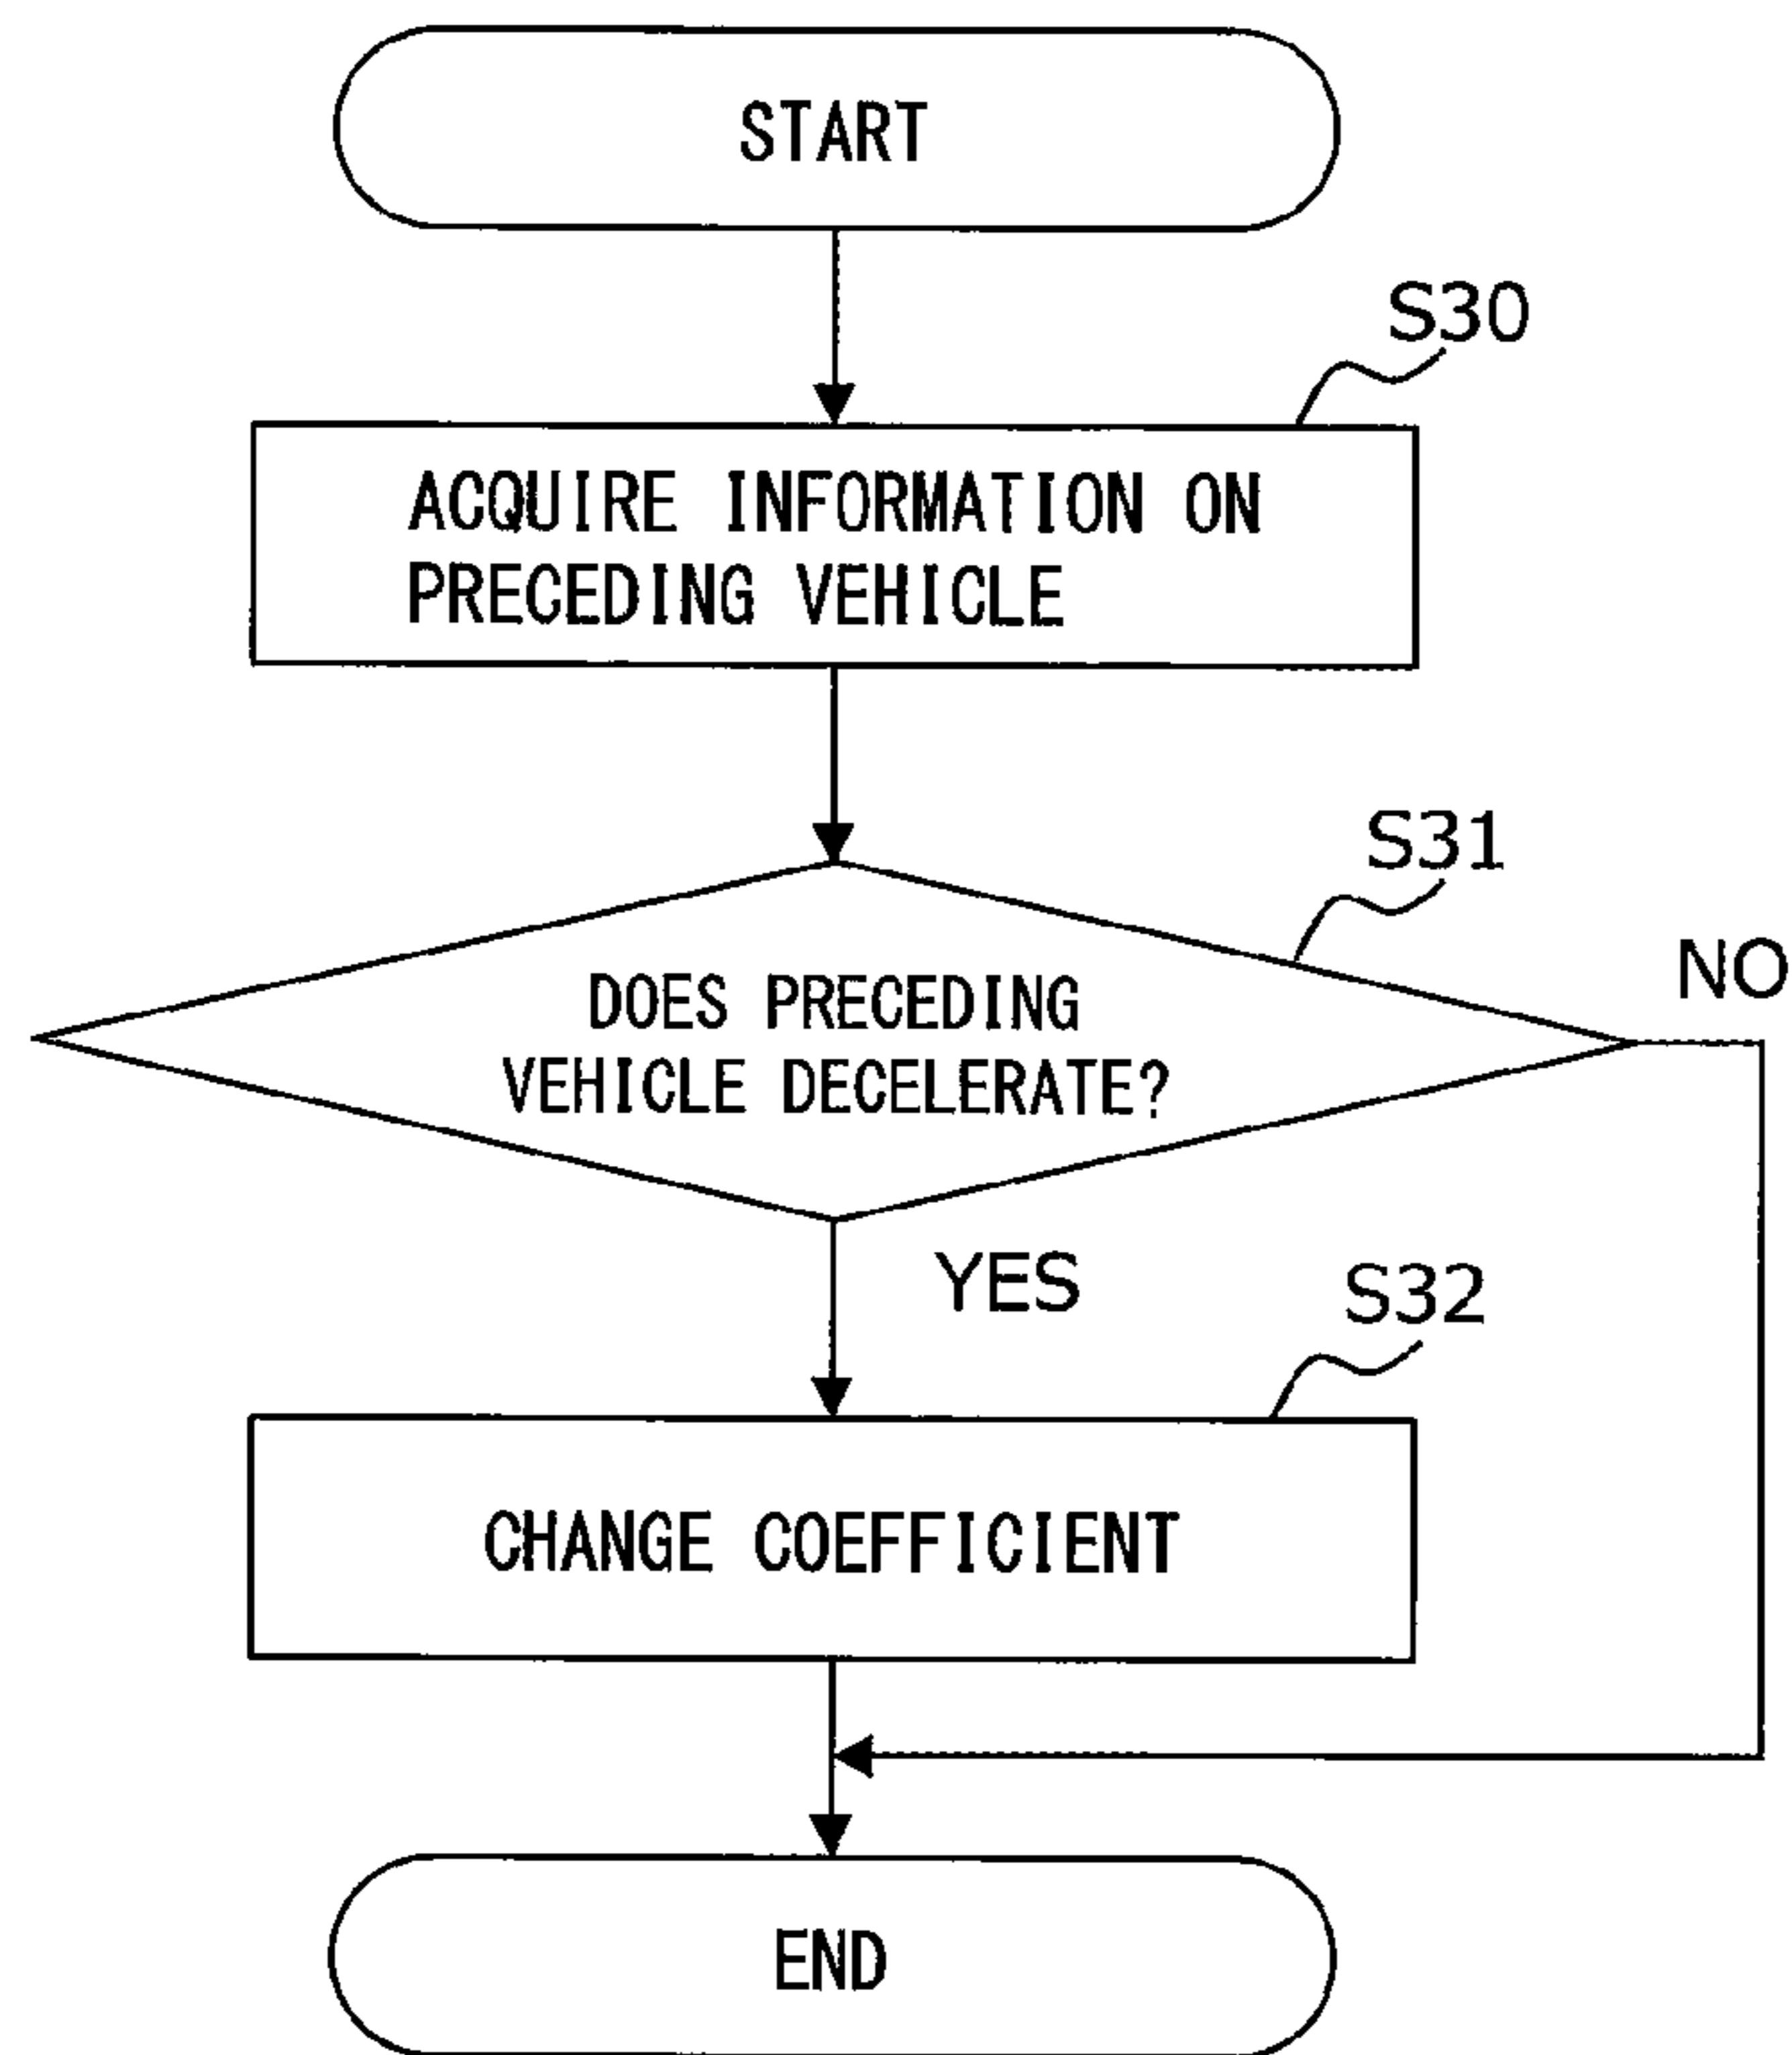 START
S30
ACQUIRE INFORMATION ON
PRECEDING VEHICLE
S31
NO
DOES PRECEDING
VEHICLE DECELERATE?
YES
S32
CHANGE COEFFICIENT
END